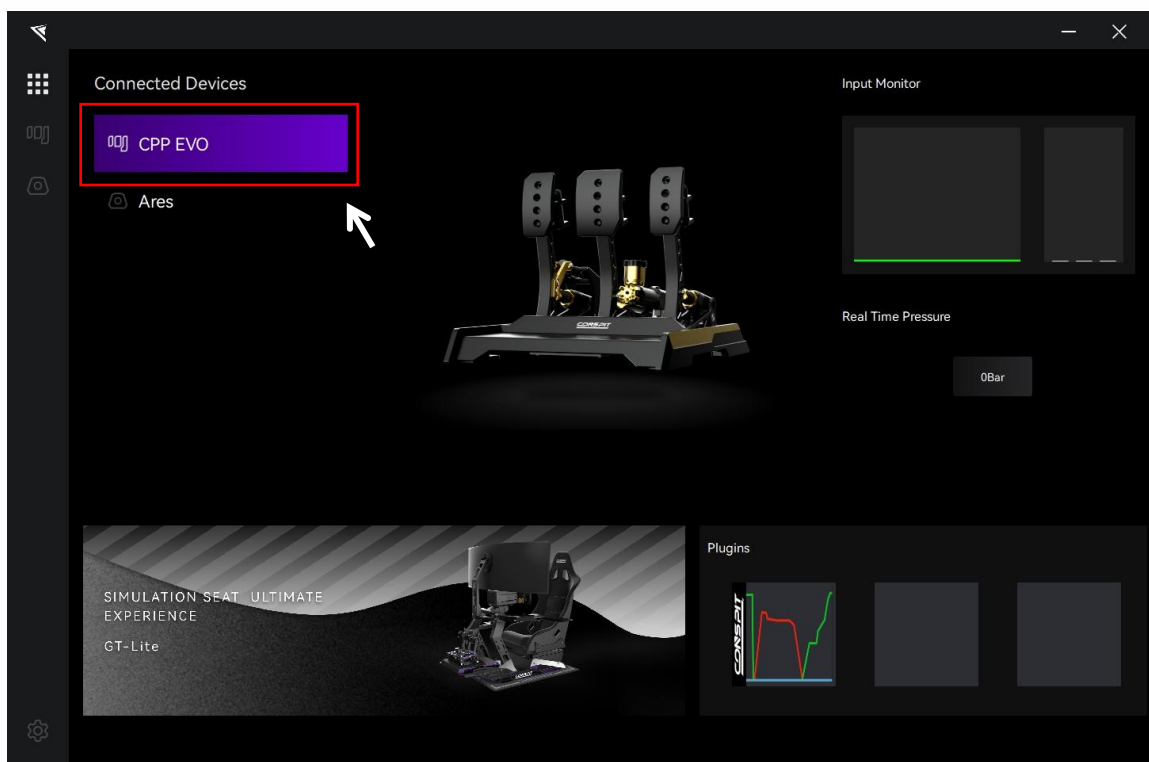 Connected Devices
CPP EVO
Ares
Input Monitor
Real Time Pressure
0Bar
CONSPIT
SIMULATION SEAT ULTIMATE
EXPERIENCE
GT-Lite
Plugins
CONSPIT